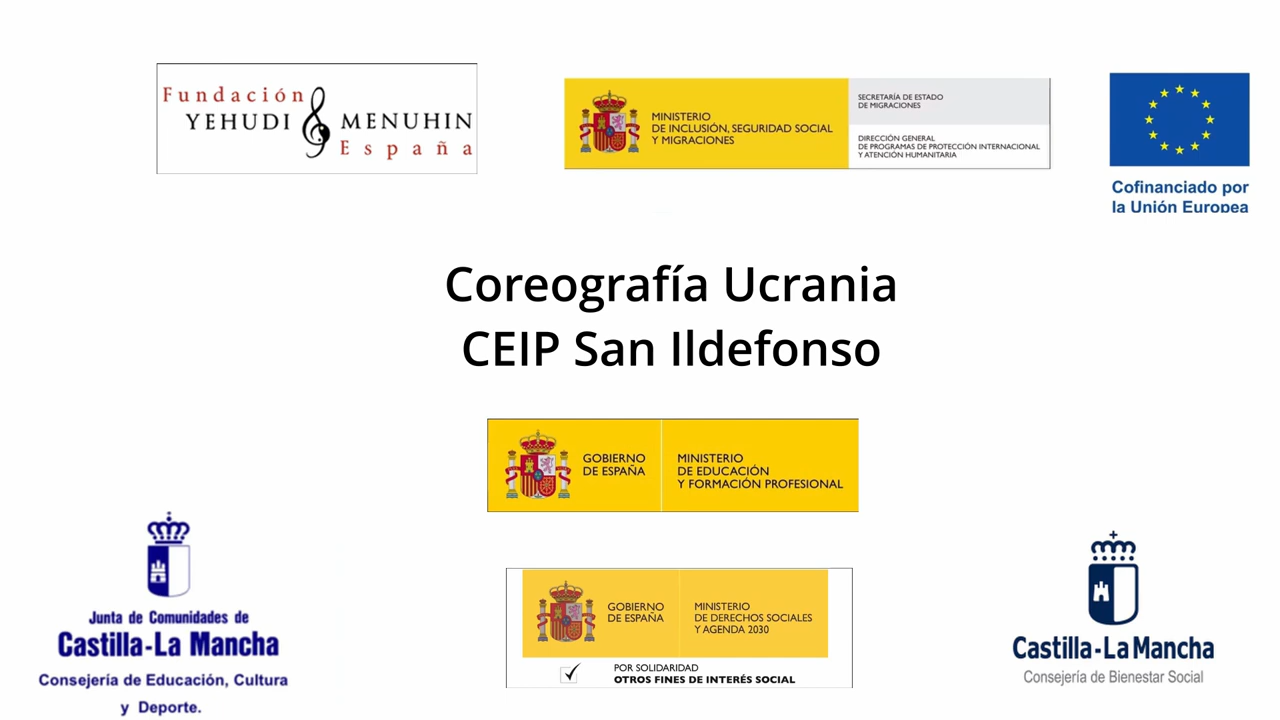 Fundación
YEHUDI MENUHIN
España
MINISTERIO
DE INCLUSIÓN, SEGURIDAD SOCIAL
Y MIGRACIONES
SECRETARÍA DE ESTADO
DE MIGRACIONES
DIRECCIÓN GENERAL
DE PROGRAMAS DE PROTECCIÓN INTERNACIONAL
Y ATENCIÓN HUMANITARIA
Cofinanciado por
la Unión Europea
Coreografía Ucrania
CEIP San Ildefonso
GOBIERNO
DE ESPAÑA
MINISTERIO
DE EDUCACIÓN
Y FORMACIÓN PROFESIONAL
Junta de Comunidades de
Castilla-La Mancha
Consejería de Educación, Cultura
y Deporte.
GOBIERNO
DE ESPAÑA
MINISTERIO
DE DERECHOS SOCIALES
Y AGENDA 2030
POR SOLIDARIDAD
OTROS FINES DE INTERÉS SOCIAL
Castilla-La Mancha
Consejería de Bienestar Social